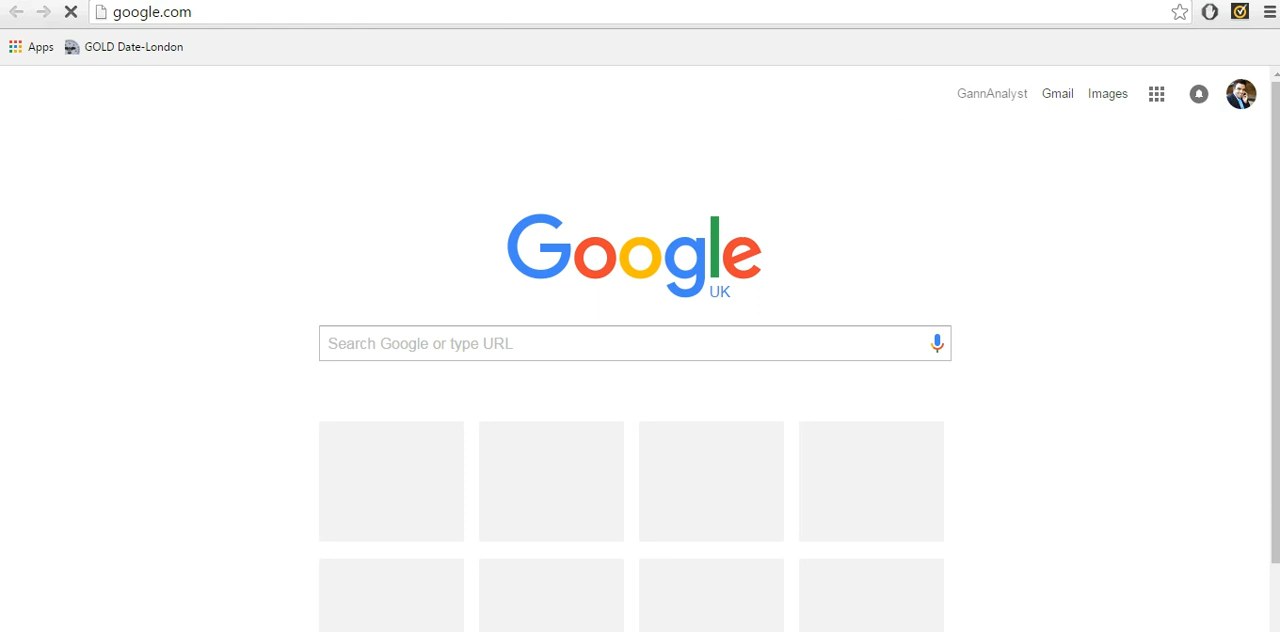 google.com
Apps GOLD Date-London
GannAnalyst Gmail Images
Google
UK
Search Google or type URL